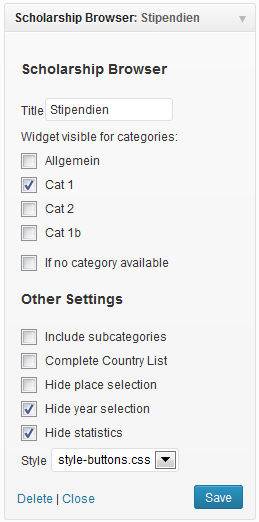 Scholarship Browser: Stipendien
Scholarship Browser
Title Stipendien
Widget visible for categories:
Allgemein
Cat 1
Cat 2
Cat 1b
If no category available
Other Settings
Include subcategories
Complete Country List
Hide place selection
Hide year selection
Hide statistics
Style style-buttons.css
Delete | Close Save